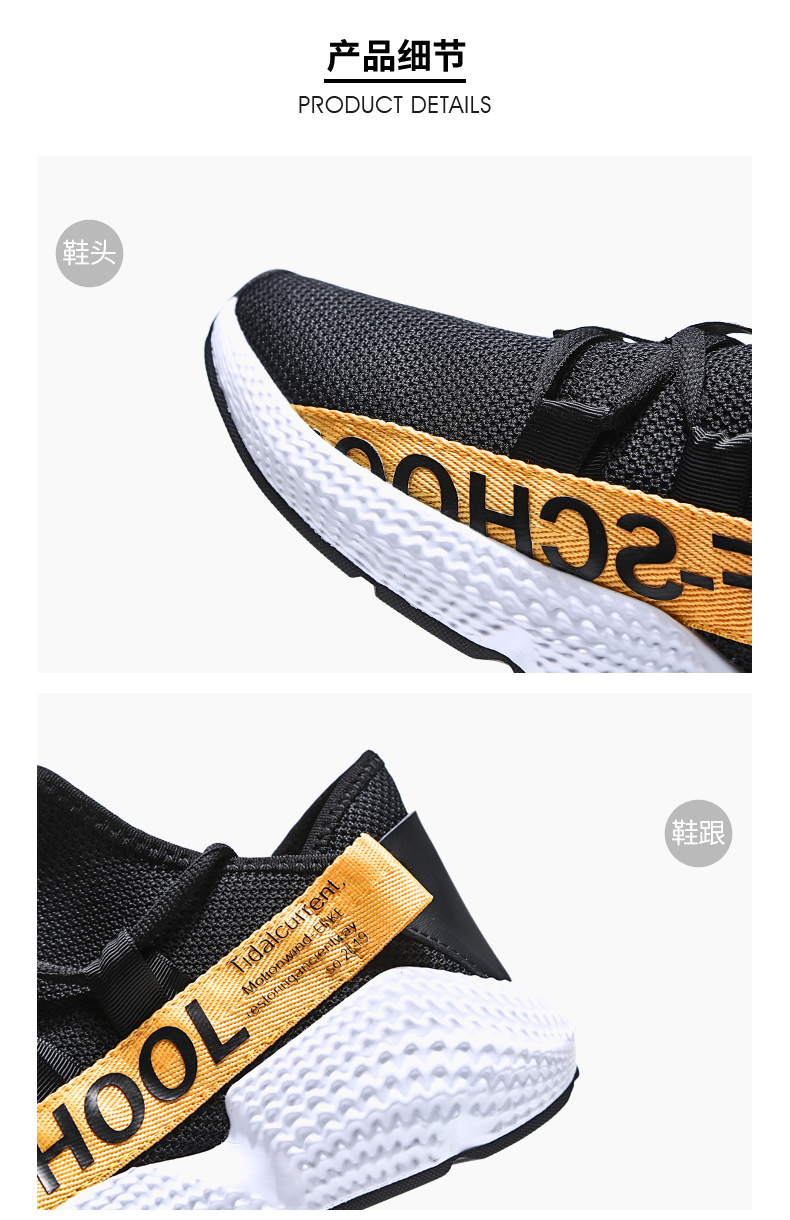 产品细节
PRODUCT DETAILS
鞋头
E-SCHOO
鞋跟
Tidalcurrent,
HOOL